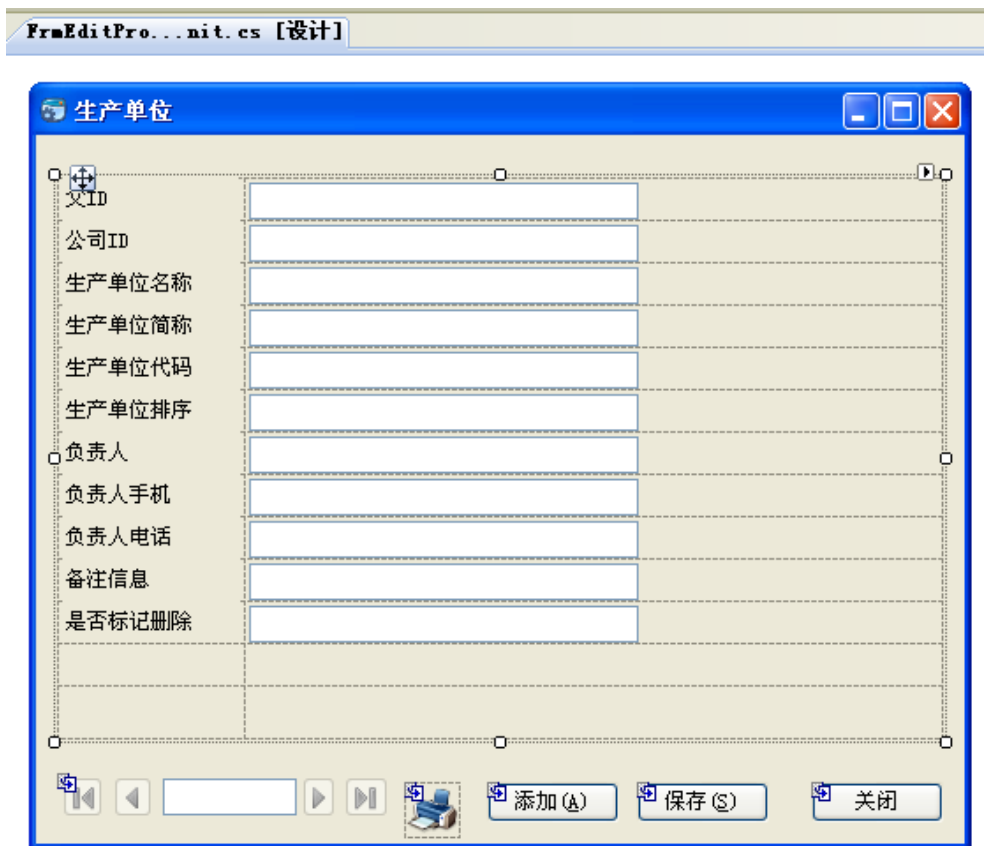 FrmEditPro...nit.cs [设计]
生产单位
父ID
公司ID
生产单位名称
生产单位简称
生产单位代码
生产单位排序
负责人
负责人手机
负责人电话
备注信息
是否标记删除
添加(A) 保存(S) 关闭